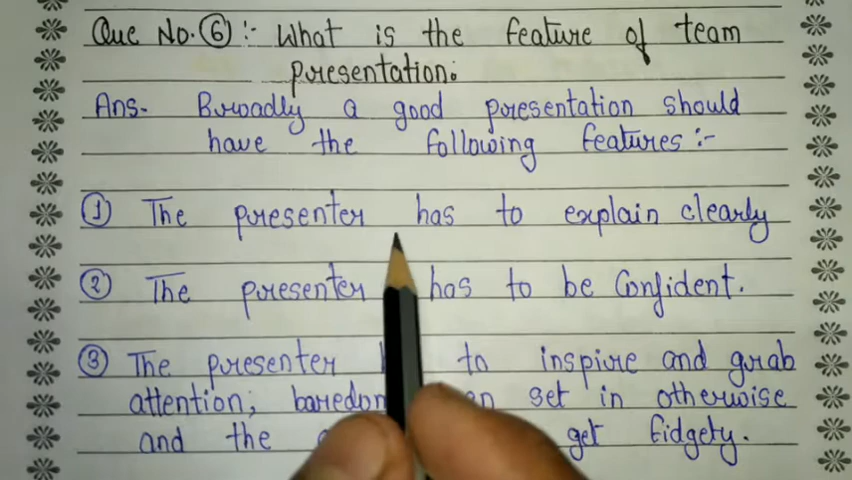 Que No. ⑥ :- What is the feature of team
presentation.
Ans- Broadly a good presentation should
have the following features :-
① The presenter has to explain clearly
② The presenter has to be Confident.
③ The presenter to inspire and grab
attention; set in otherwise
and the get fidgety.